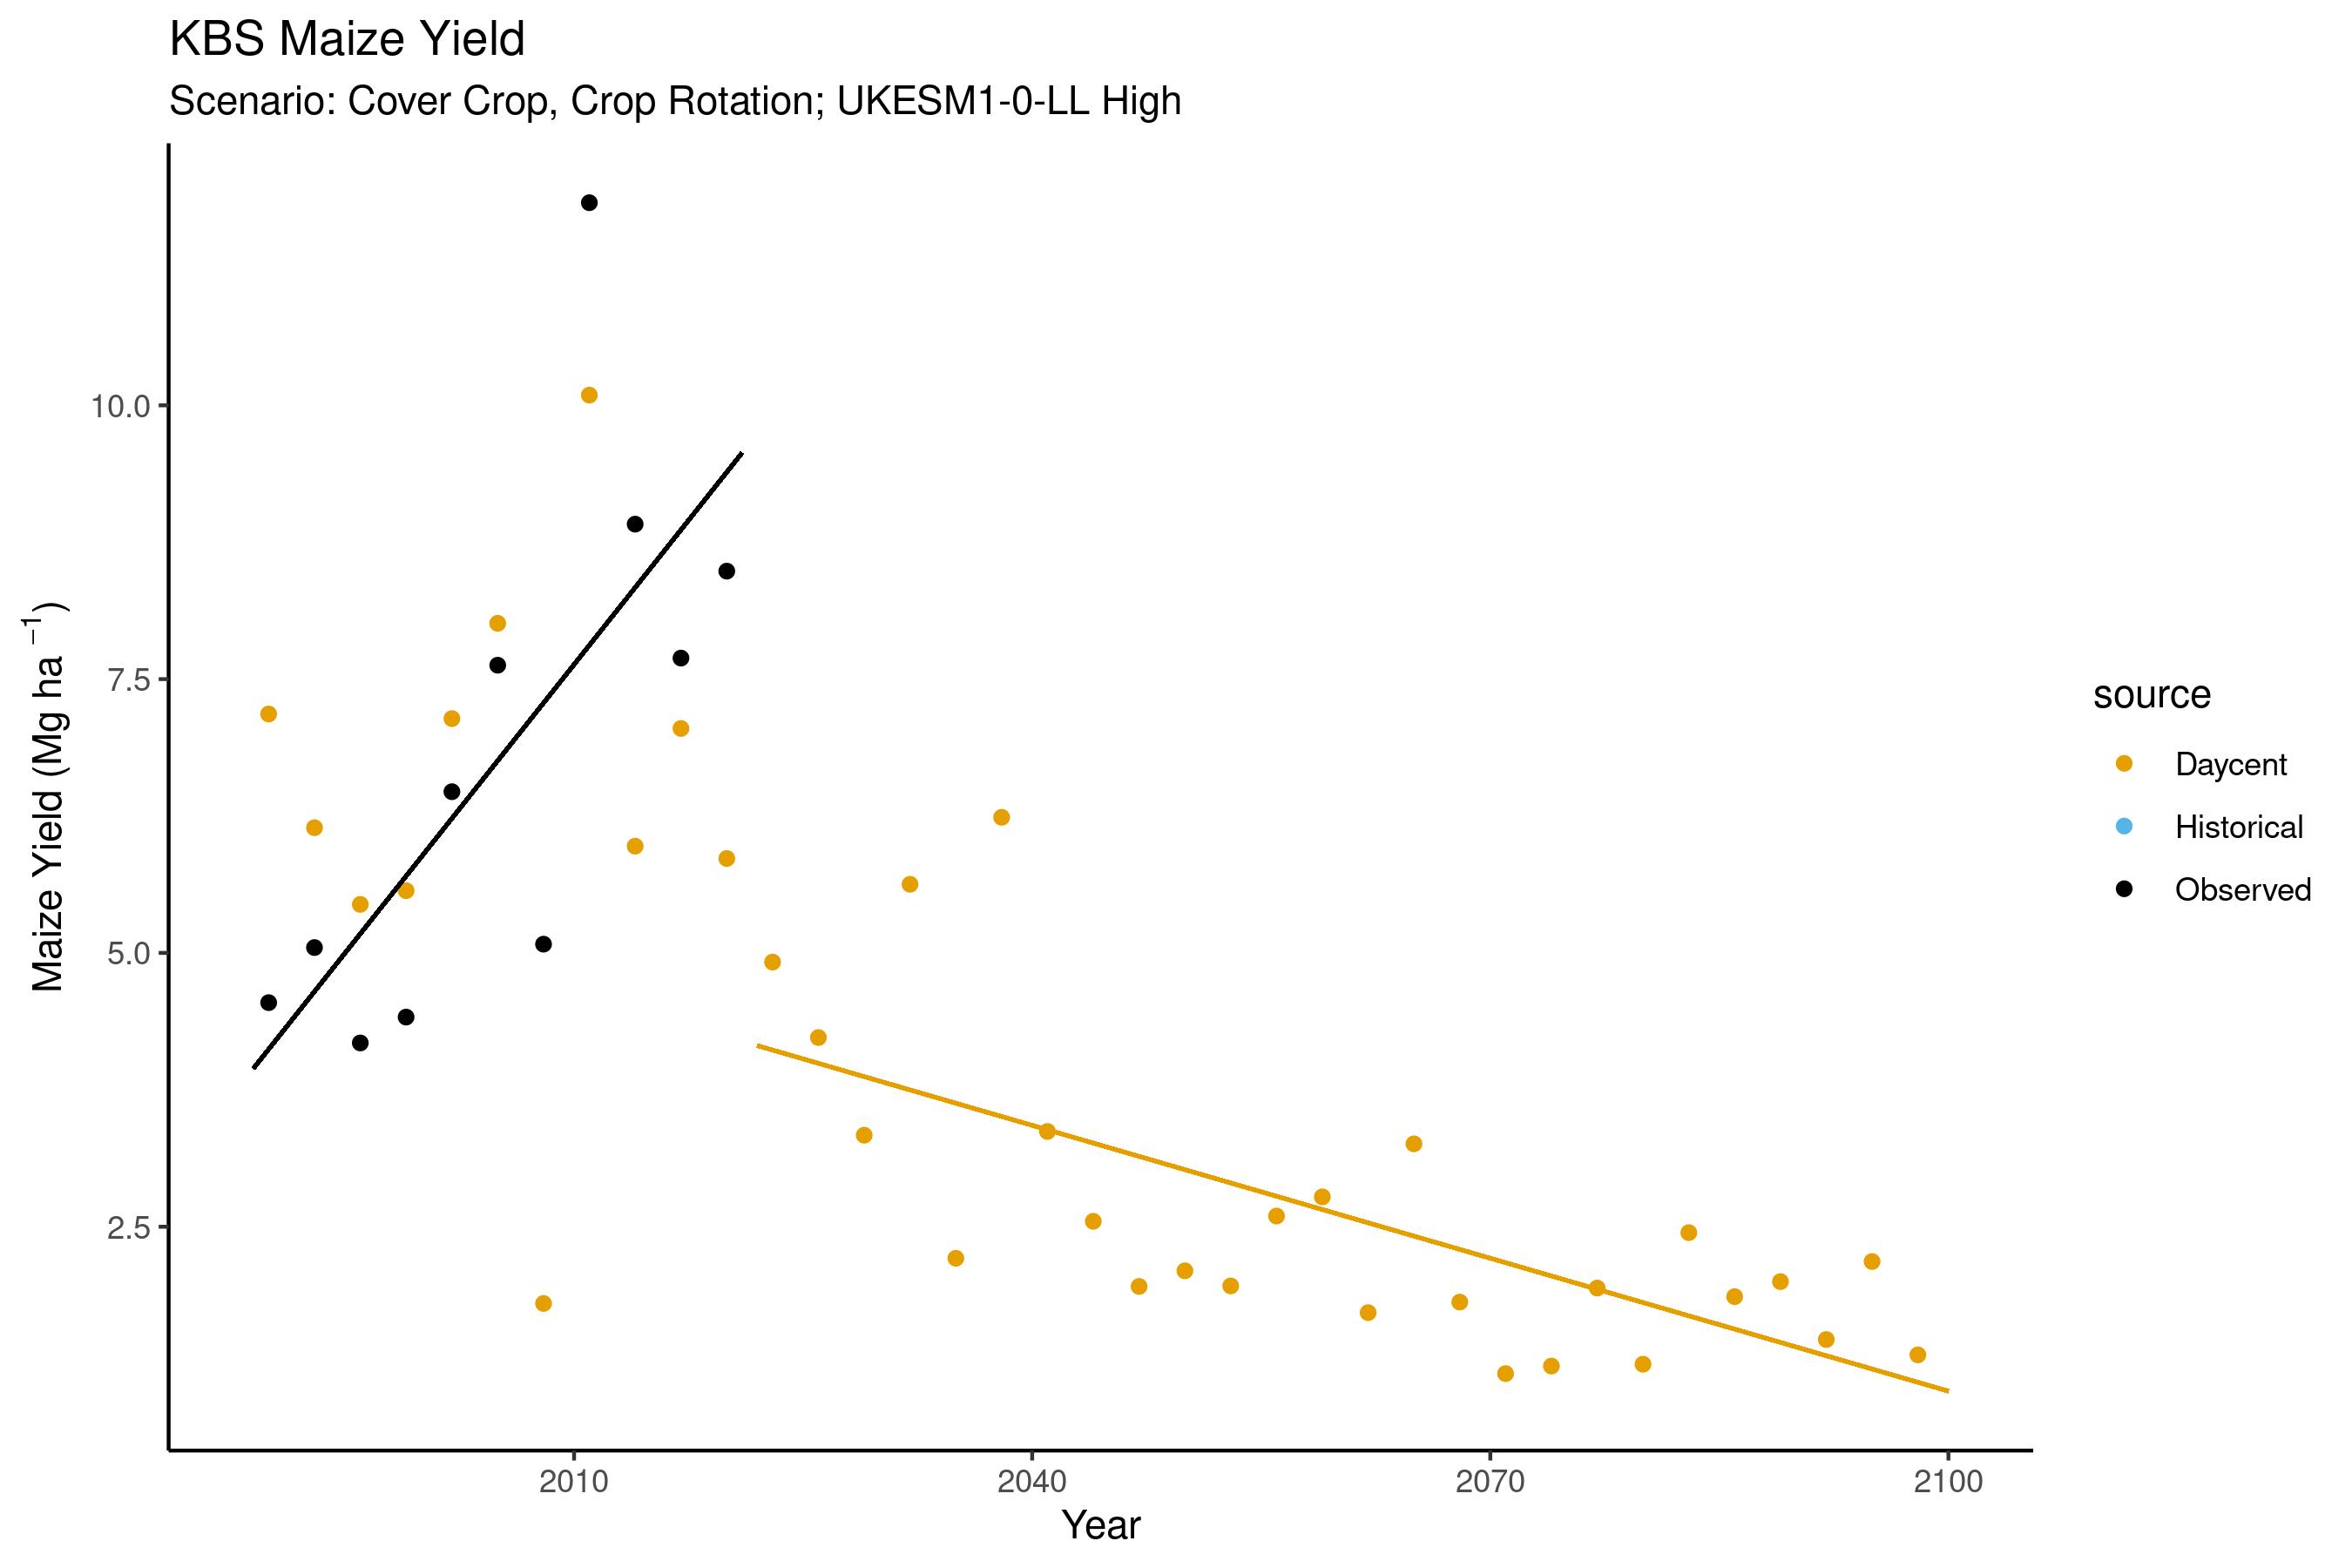 KBS Maize Yield
Scenario: Cover Crop, Crop Rotation; UKESM1-0-LL High
Maize Yield (Mg ha −1)
10.0
7.5
5.0
2.5
2010
2040
2070
2100
Year
source
Daycent
Historical
Observed